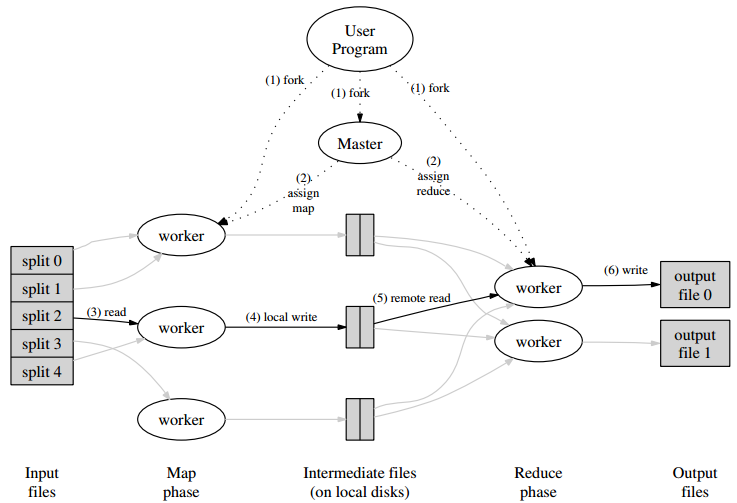 User
Program
(1) fork
(1) fork
(1) fork
Master
(2)
assign
map
(2)
assign
reduce
worker
split 0
split 1
split 2
split 3
split 4
(3) read
worker
(4) local write
(5) remote read
worker
(6) write
output
file 0
worker
output
file 1
worker
Input
files
Map
phase
Intermediate files
(on local disks)
Reduce
phase
Output
files